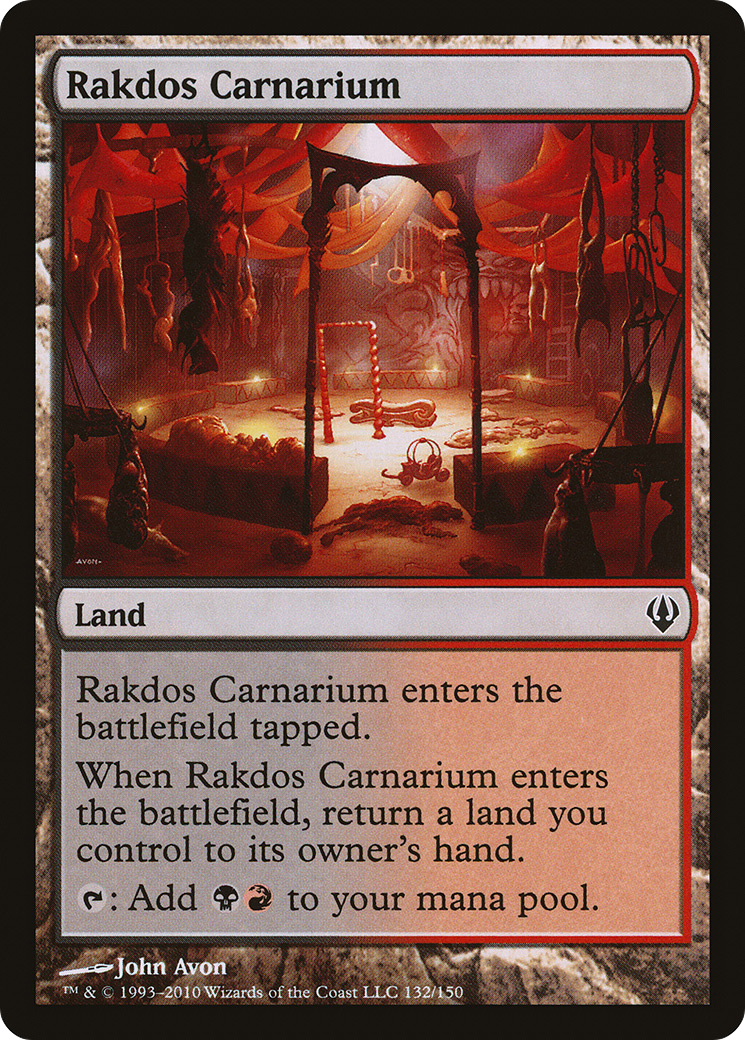 Rakdos Carnarium
-AVON-
Land
Rakdos Carnarium enters the
battlefield tapped.
When Rakdos Carnarium enters
the battlefield, return a land you
control to its owner's hand.
: Add to your mana pool.
John Avon
™ & © 1993–2010 Wizards of the Coast LLC 132/150